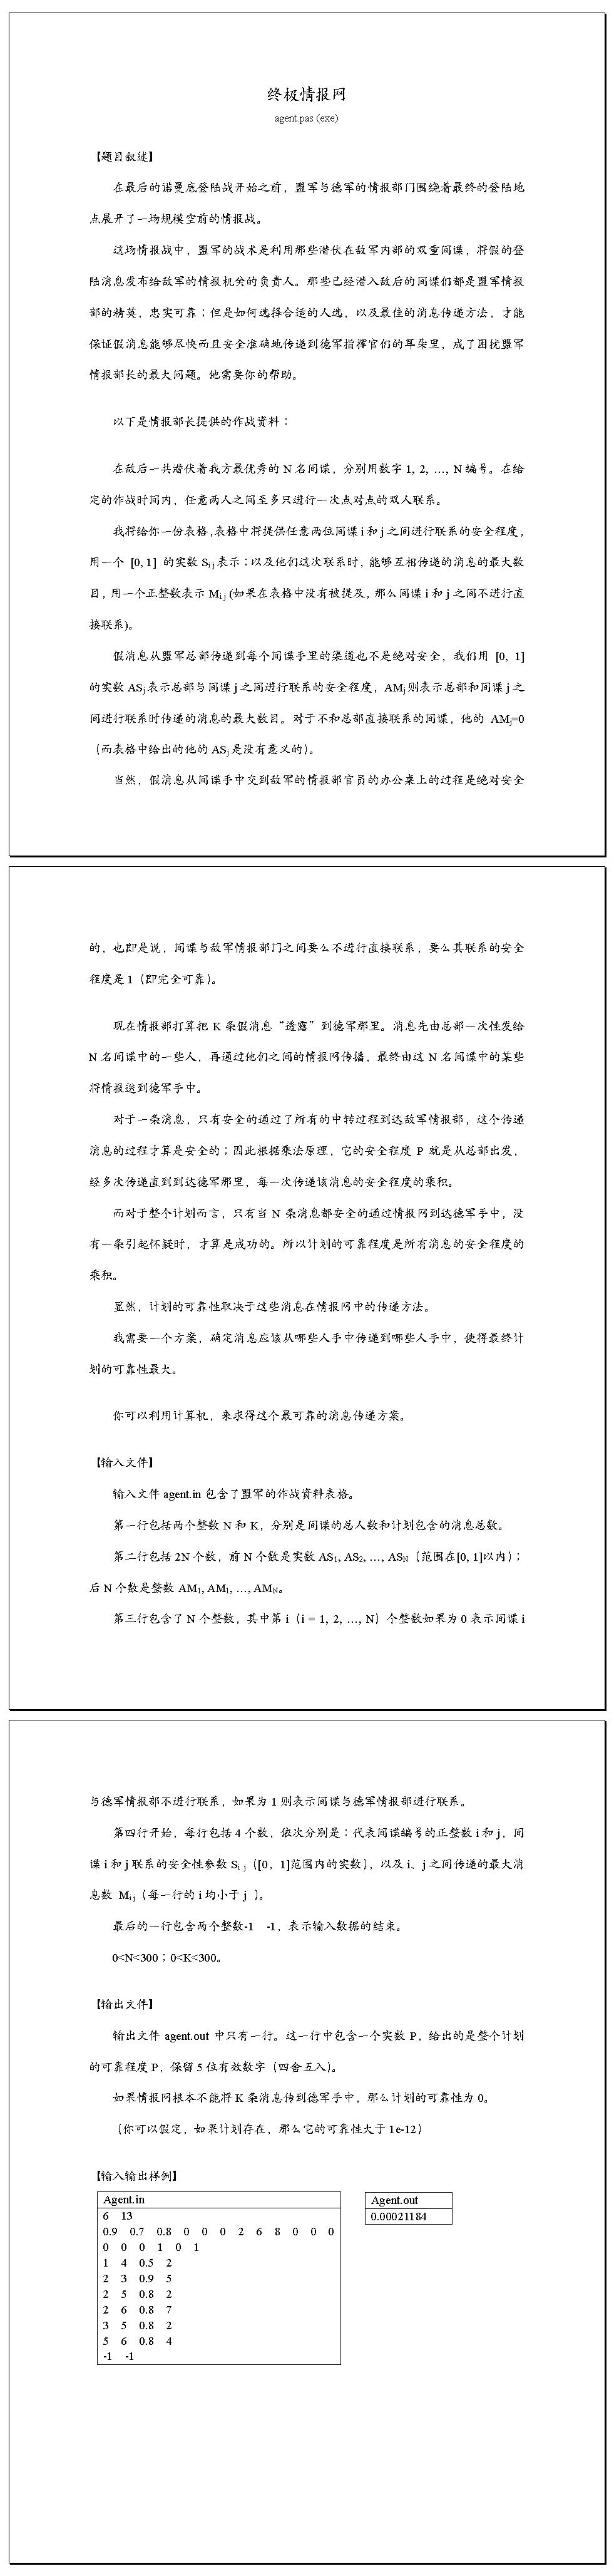 终极情报网
agent.pas (exe)
【题目叙述】
在最后的诺曼底登陆战开始之前，盟军与德军的情报部门围绕着最终的登陆地
点展开了一场规模空前的情报战。
这场情报战中，盟军的战术是利用那些潜伏在敌军内部的双重间谍，将假的登
陆消息发布给敌军的情报机关的负责人。那些已经潜入敌后的间谍们都是盟军情报
部的精英，忠实可靠；但是如何选择合适的人选，以及最佳的消息传递方法，才能
保证假消息能够尽快而且安全准确地传递到德军指挥官们的耳朵里，成了困扰盟军
情报部长的最大问题。他需要你的帮助。
以下是情报部长提供的作战资料：
在敌后一共潜伏着我方最优秀的 N 名间谍，分别用数字 1, 2, …, N 编号。在给
定的作战时间内，任意两人之间至多只进行一次点对点的双人联系。
我将给你一份表格,表格中将提供任意两位间谍 i 和 j 之间进行联系的安全程度，
用一个 [0, 1] 的实数 Si j 表示；以及他们这次联系时，能够互相传递的消息的最大数
目，用一个正整数表示 Mi j (如果在表格中没有被提及，那么间谍 i 和 j 之间不进行直
接联系)。
假消息从盟军总部传递到每个间谍手里的渠道也不是绝对安全，我们用 [0, 1]
的实数 ASj 表示总部与间谍 j 之间进行联系的安全程度，AMj 则表示总部和间谍 j 之
间进行联系时传递的消息的最大数目。对于不和总部直接联系的间谍，他的 AMj=0
（而表格中给出的他的 ASj 是没有意义的）。
当然，假消息从间谍手中交到敌军的情报部官员的办公桌上的过程是绝对安全
的，也即是说，间谍与敌军情报部门之间要么不进行直接联系，要么其联系的安全
程度是 1（即完全可靠）。
现在情报部打算把 K 条假消息“透露”到德军那里。消息先由总部一次性发给
N 名间谍中的一些人，再通过他们之间的情报网传播，最终由这 N 名间谍中的某些
将情报送到德军手中。
对于一条消息，只有安全的通过了所有的中转过程到达敌军情报部，这个传递
消息的过程才算是安全的；因此根据乘法原理，它的安全程度 P 就是从总部出发，
经多次传递直到到达德军那里，每一次传递该消息的安全程度的乘积。
而对于整个计划而言，只有当 N 条消息都安全的通过情报网到达德军手中，没
有一条引起怀疑时，才算是成功的。所以计划的可靠程度是所有消息的安全程度的
乘积。
显然，计划的可靠性取决于这些消息在情报网中的传递方法。
我需要一个方案，确定消息应该从哪些人手中传递到哪些人手中，使得最终计
划的可靠性最大。
你可以利用计算机，来求得这个最可靠的消息传递方案。
【输入文件】
输入文件 agent.in 包含了盟军的作战资料表格。
第一行包括两个整数 N 和 K，分别是间谍的总人数和计划包含的消息总数。
第二行包括 2N 个数，前 N 个数是实数 AS1, AS2, …, ASN（范围在[0, 1]以内）；
后 N 个数是整数 AM1, AM1, …, AMN。
第三行包含了 N 个整数，其中第 i（i = 1, 2, …, N）个整数如果为 0 表示间谍 i
与德军情报部不进行联系，如果为 1 则表示间谍与德军情报部进行联系。
第四行开始，每行包括 4 个数，依次分别是：代表间谍编号的正整数 i 和 j，间
谍 i 和 j 联系的安全性参数 Si j（[0，1]范围内的实数），以及 i、j 之间传递的最大消
息数 Mi j（每一行的 i 均小于 j ）。
最后的一行包含两个整数-1 -1，表示输入数据的结束。
0<N<300；0<K<300。
【输出文件】
输出文件 agent.out 中只有一行。这一行中包含一个实数 P，给出的是整个计划
的可靠程度 P，保留 5 位有效数字（四舍五入）。
如果情报网根本不能将 K 条消息传到德军手中，那么计划的可靠性为 0。
（你可以假定，如果计划存在，那么它的可靠性大于 1e-12）
【输入输出样例】
Agent.in
6 13
0.9 0.7 0.8 0 0 0 2 6 8 0 0 0
0 0 0 1 0 1
1 4 0.5 2
2 3 0.9 5
2 5 0.8 2
2 6 0.8 7
3 5 0.8 2
5 6 0.8 4
-1 -1
Agent.out
0.00021184